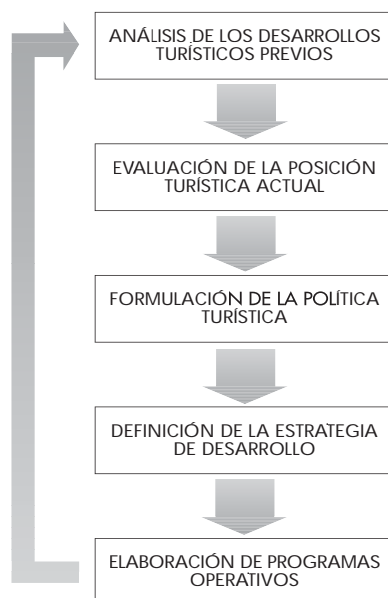 ANÁLISIS DE LOS DESARROLLOS
TURÍSTICOS PREVIOS
EVALUACIÓN DE LA POSICIÓN
TURÍSTICA ACTUAL
FORMULACIÓN DE LA POLÍTICA
TURÍSTICA
DEFINICIÓN DE LA ESTRATEGIA
DE DESARROLLO
ELABORACIÓN DE PROGRAMAS
OPERATIVOS